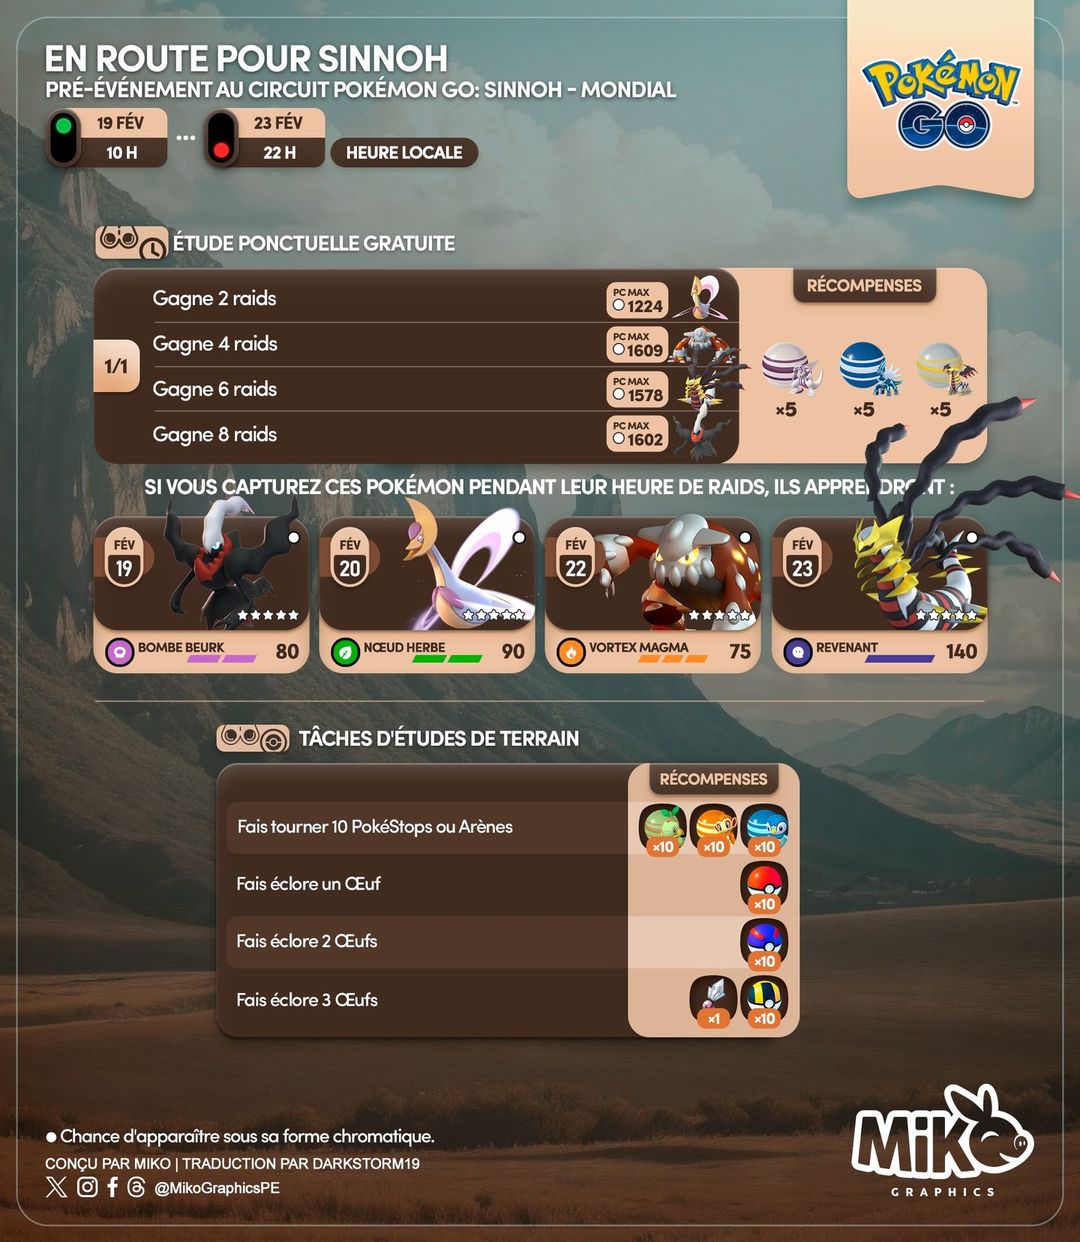 EN ROUTE POUR SINNOH
PRÉ-ÉVÉNEMENT AU CIRCUIT POKÉMON GO: SINNOH - MONDIAL
POKÉMON
GO
19 FÉV
10 H
...
23 FÉV
22 H
HEURE LOCALE
ÉTUDE PONCTUELLE GRATUITE
RÉCOMPENSES
1/1
Gagne 2 raids
PC MAX
1224
Gagne 4 raids
PC MAX
1609
Gagne 6 raids
PC MAX
1578
Gagne 8 raids
PC MAX
1602
×5
×5
×5
SI VOUS CAPTUREZ CES POKÉMON PENDANT LEUR HEURE DE RAIDS, ILS APPRENDRONT :
FÉV
19
BOMBE BEURK
80
FÉV
20
NŒUD HERBE
90
FÉV
22
VORTEX MAGMA
75
FÉV
23
REVENANT
140
TÂCHES D'ÉTUDES DE TERRAIN
RÉCOMPENSES
Fais tourner 10 PokéStops ou Arènes
×10 ×10 ×10
Fais éclore un Œuf
×10
Fais éclore 2 Œufs
×10
Fais éclore 3 Œufs
×1 ×10
Chance d'apparaître sous sa forme chromatique.
CONÇU PAR MIKO | TRADUCTION PAR DARKSTORM19
@MikoGraphicsPE
MiKO
GRAPHICS